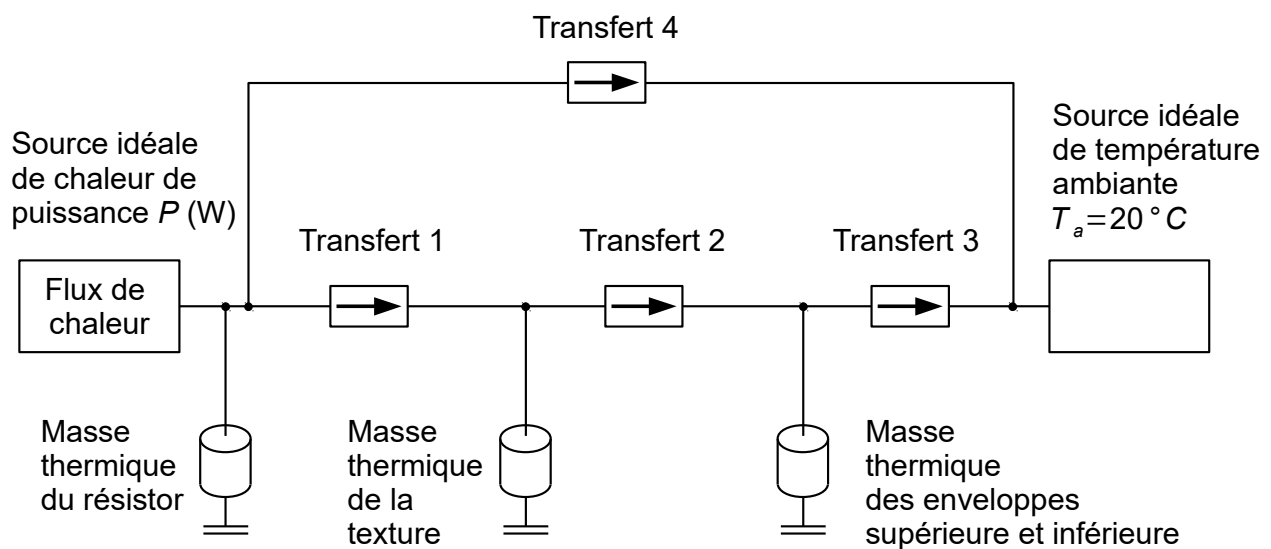 Transfert 4
Source idéale
de chaleur de
puissance P (W)
Source idéale
de température
ambiante
T_a=20°C
Transfert 1
Transfert 2
Transfert 3
Flux de
chaleur
Masse
thermique
du résistor
Masse
thermique
de la
texture
Masse
thermique
des enveloppes
supérieure et inférieure